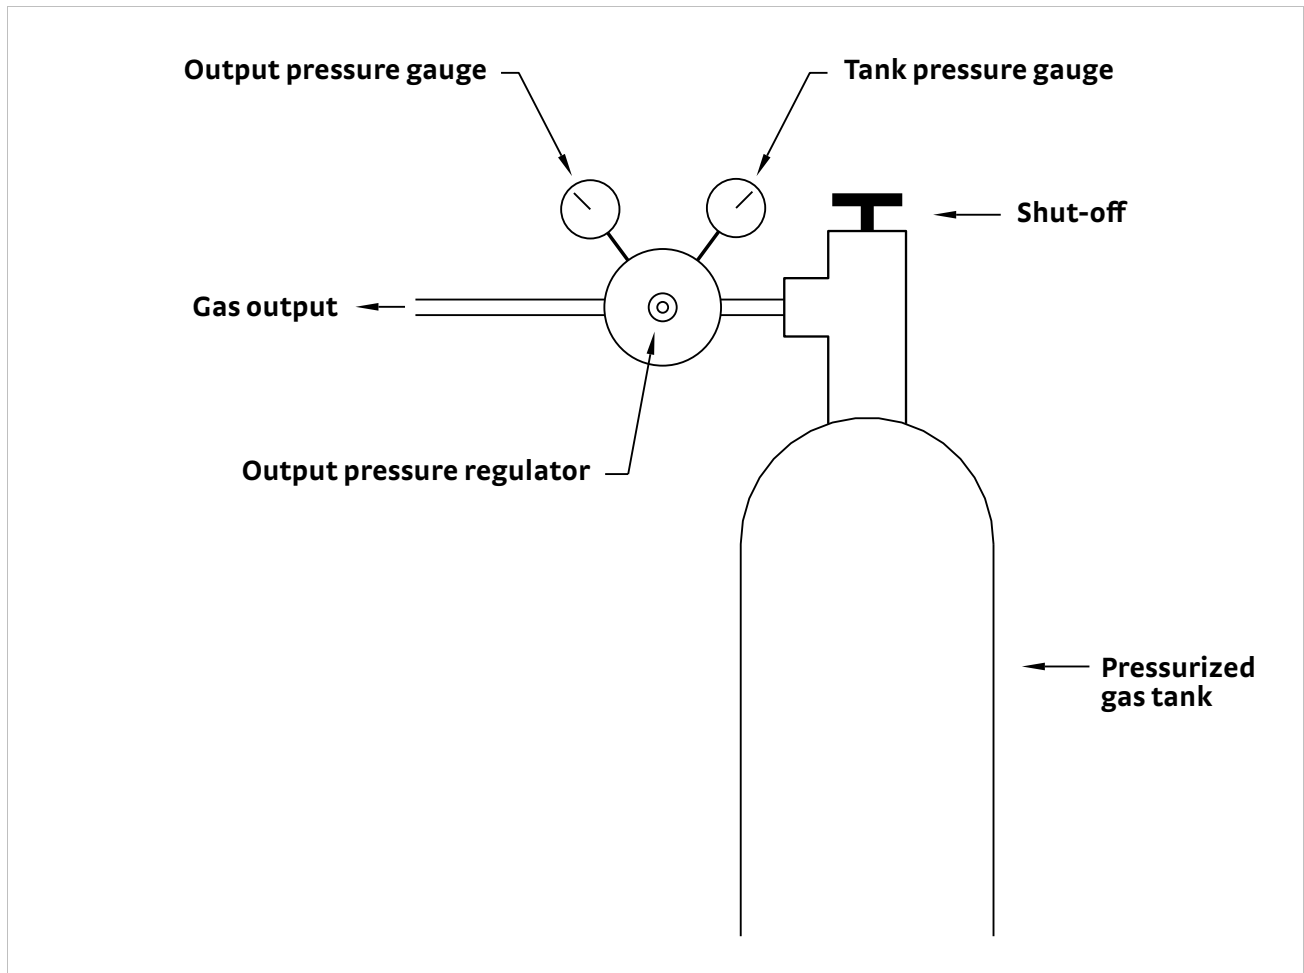 Output pressure gauge
Tank pressure gauge
Shut-off
Gas output
Output pressure regulator
Pressurized
gas tank